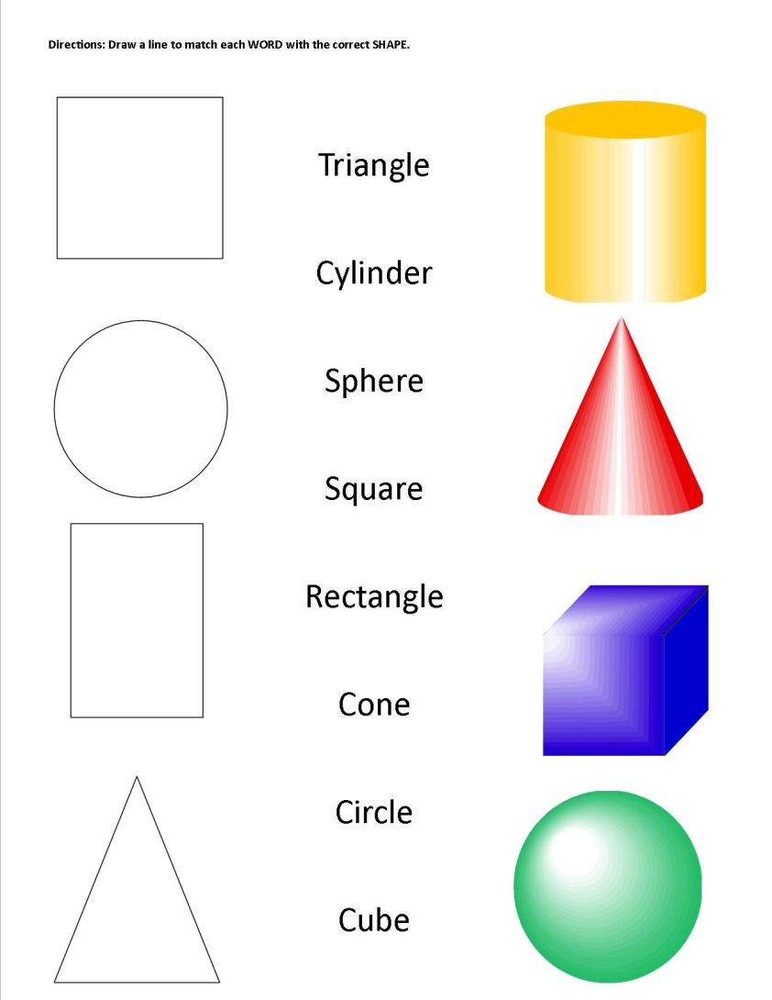 Directions: Draw a line to match each WORD with the correct SHAPE.
Triangle
Cylinder
Sphere
Square
Rectangle
Cone
Circle
Cube